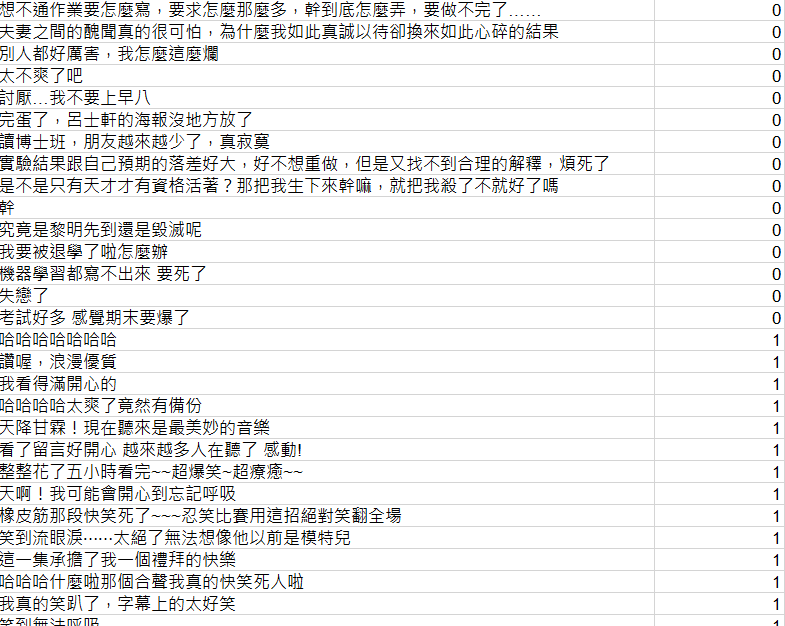 想不通作業要怎麼寫，要求怎麼那麼多，幹到底怎麼弄，要做不完了…… 0
夫妻之間的醜聞真的很可怕，為什麼我如此真誠以待卻換來如此心碎的結果 0
別人都好厲害，我怎麼這麼爛 0
太不爽了吧 0
討厭...我不要上早八 0
完蛋了，呂士軒的海報沒地方放了 0
讀博士班，朋友越來越少了，真寂寞 0
實驗結果跟自己預期的落差好大，好不想重做，但是又找不到合理的解釋，煩死了 0
是不是只有天才才有資格活著？那把我生下來幹嘛，就把我殺了不就好了嗎 0
幹 0
究竟是黎明先到還是毀滅呢 0
我要被退學了啦怎麼辦 0
機器學習都寫不出來 要死了 0
失戀了 0
考試好多 感覺期末要爆了 0
哈哈哈哈哈哈哈 1
讚喔，浪漫優質 1
我看得滿開心的 1
哈哈哈哈太爽了竟然有備份 1
天降甘霖！現在聽來是最美妙的音樂 1
看了留言好開心 越來越多人在聽了 感動! 1
整整花了五小時看完~~超爆笑~超療癒~~ 1
天啊！我可能會開心到忘記呼吸 1
橡皮筋那段快笑死了~~~忍笑比賽用這招絕對笑翻全場 1
笑到流眼淚……太絕了無法想像他以前是模特兒 1
這一集承擔了我一個禮拜的快樂 1
哈哈哈什麼啦那個合聲我真的快笑死人啦 1
我真的笑趴了，字幕上的太好笑 1
笑到無法呼吸 1